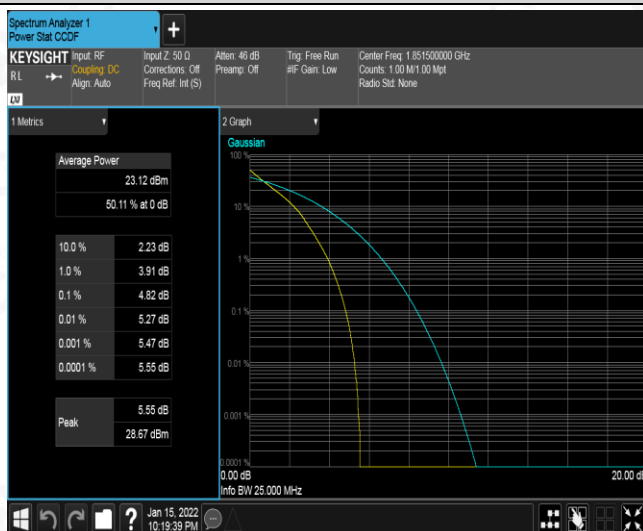 Spectrum Analyzer 1
Power Stat CCDF
+
KEYSIGHT Input: RF Input Z: 50 Ω Atten: 46 dB Trig: Free Run Center Freq: 1.851500000 GHz
RL Coupling: DC Corrections: Off Preamp: Off #IF Gain: Low Counts: 1.00 M/1.00 Mpt
Align: Auto Freq Ref: Int (S) Radio Std: None
LXI
1 Metrics
Average Power
23.12 dBm
50.11 % at 0 dB
10.0 % 2.23 dB
1.0 % 3.91 dB
0.1 % 4.82 dB
0.01 % 5.27 dB
0.001 % 5.47 dB
0.0001 % 5.55 dB
Peak 5.55 dB
28.67 dBm
2 Graph
Gaussian
100 %
10 %
1 %
0.1 %
0.01 %
0.001 %
0.0001 %
0.00 dB 20.00 dB
Info BW 25.000 MHz
? Jan 15, 2022
10:19:39 PM